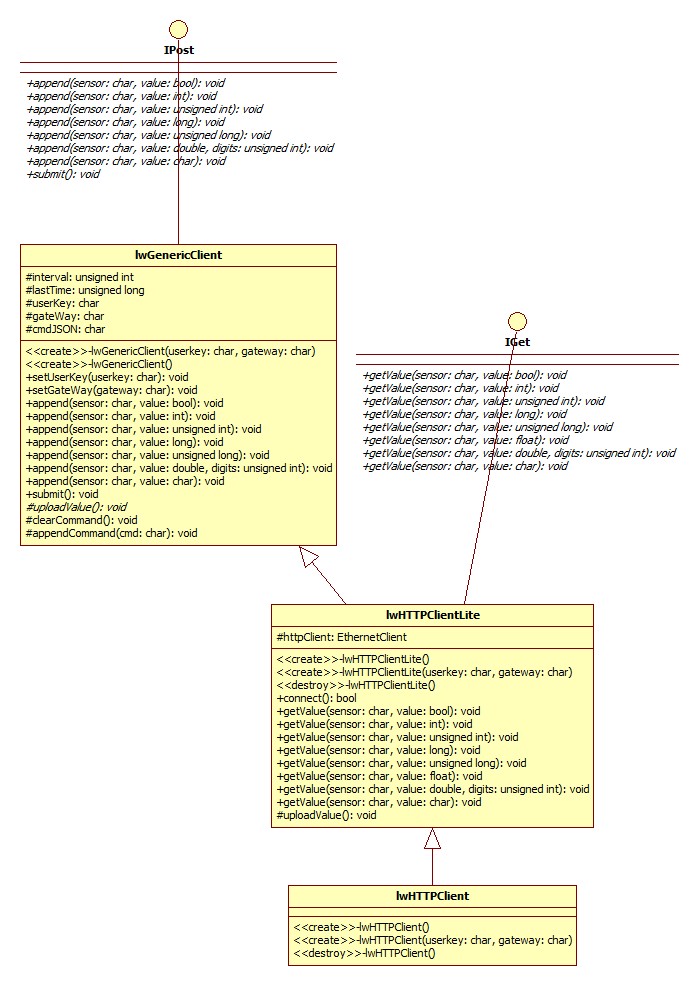 IPost
+append(sensor: char, value: bool): void
+append(sensor: char, value: int): void
+append(sensor: char, value: unsigned int): void
+append(sensor: char, value: long): void
+append(sensor: char, value: unsigned long): void
+append(sensor: char, value: double, digits: unsigned int): void
+append(sensor: char, value: char): void
+submit(): void
lwGenericClient
#interval: unsigned int
#lastTime: unsigned long
#userKey: char
#gateWay: char
#cmdJSON: char
<<create>>-lwGenericClient(userkey: char, gateway: char)
<<create>>-lwGenericClient()
+setUserKey(userkey: char): void
+setGateWay(gateway: char): void
+append(sensor: char, value: bool): void
+append(sensor: char, value: int): void
+append(sensor: char, value: unsigned int): void
+append(sensor: char, value: long): void
+append(sensor: char, value: unsigned long): void
+append(sensor: char, value: double, digits: unsigned int): void
+append(sensor: char, value: char): void
+submit(): void
#uploadValue(): void
#clearCommand(): void
#appendCommand(cmd: char): void
IGet
+getValue(sensor: char, value: bool): void
+getValue(sensor: char, value: int): void
+getValue(sensor: char, value: unsigned int): void
+getValue(sensor: char, value: long): void
+getValue(sensor: char, value: unsigned long): void
+getValue(sensor: char, value: float): void
+getValue(sensor: char, value: double, digits: unsigned int): void
+getValue(sensor: char, value: char): void
lwHTTPClientLite
#httpClient: EthernetClient
<<create>>-lwHTTPClientLite()
<<create>>-lwHTTPClientLite(userkey: char, gateway: char)
<<destroy>>-lwHTTPClientLite()
+connect(): bool
+getValue(sensor: char, value: bool): void
+getValue(sensor: char, value: int): void
+getValue(sensor: char, value: unsigned int): void
+getValue(sensor: char, value: long): void
+getValue(sensor: char, value: unsigned long): void
+getValue(sensor: char, value: float): void
+getValue(sensor: char, value: double, digits: unsigned int): void
+getValue(sensor: char, value: char): void
#uploadValue(): void
lwHTTPClient
<<create>>-lwHTTPClient()
<<create>>-lwHTTPClient(userkey: char, gateway: char)
<<destroy>>-lwHTTPClient()